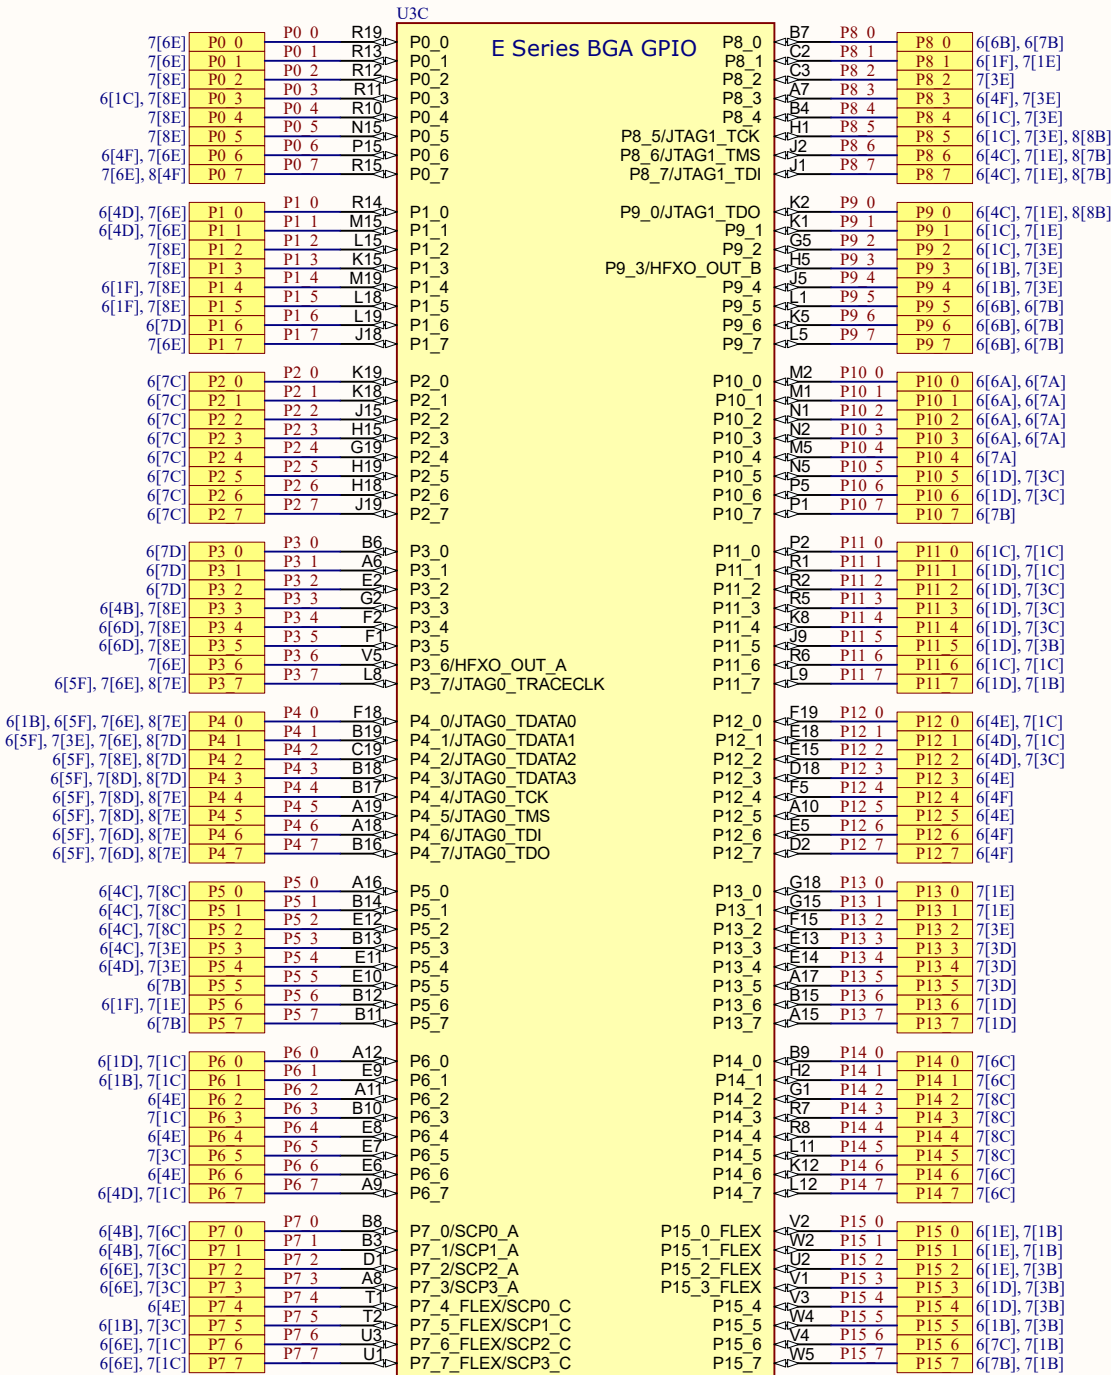 U3C
E Series BGA GPIO
7[6E] P0_0 P0_0 R19 P0_0 P8_0 B7 P8_0 P8_0 6[6B], 6[7B]
7[6E] P0_1 P0_1 R13 P0_1 P8_1 C2 P8_1 P8_1 6[1F], 7[1E]
7[8E] P0_2 P0_2 R12 P0_2 P8_2 C3 P8_2 P8_2 7[3E]
6[1C], 7[8E] P0_3 P0_3 R11 P0_3 P8_3 A7 P8_3 P8_3 6[4F], 7[3E]
7[8E] P0_4 P0_4 R10 P0_4 P8_4 B4 P8_4 P8_4 6[1C], 7[3E]
7[8E] P0_5 P0_5 N15 P0_5 P8_5/JTAG1_TCK H1 P8_5 P8_5 6[1C], 7[3E], 8[8B]
6[4F], 7[6E] P0_6 P0_6 P15 P0_6 P8_6/JTAG1_TMS J2 P8_6 P8_6 6[4C], 7[1E], 8[7B]
7[6E], 8[4F] P0_7 P0_7 R15 P0_7 P8_7/JTAG1_TDI J1 P8_7 P8_7 6[4C], 7[1E], 8[7B]
6[4D], 7[6E] P1_0 P1_0 R14 P1_0 P9_0/JTAG1_TDO K2 P9_0 P9_0 6[4C], 7[1E], 8[8B]
6[4D], 7[6E] P1_1 P1_1 M15 P1_1 P9_1 K1 P9_1 P9_1 6[1C], 7[1E]
7[8E] P1_2 P1_2 L15 P1_2 P9_2 G5 P9_2 P9_2 6[1C], 7[3E]
7[8E] P1_3 P1_3 K15 P1_3 P9_3/HFXO_OUT_B H5 P9_3 P9_3 6[1B], 7[3E]
6[1F], 7[8E] P1_4 P1_4 M19 P1_4 P9_4 J5 P9_4 P9_4 6[1B], 7[3E]
6[1F], 7[8E] P1_5 P1_5 L18 P1_5 P9_5 L1 P9_5 P9_5 6[6B], 6[7B]
6[7D] P1_6 P1_6 L19 P1_6 P9_6 K5 P9_6 P9_6 6[6B], 6[7B]
7[6E] P1_7 P1_7 J18 P1_7 P9_7 L5 P9_7 P9_7 6[6B], 6[7B]
6[7C] P2_0 P2_0 K19 P2_0 P10_0 M2 P10_0 P10_0 6[6A], 6[7A]
6[7C] P2_1 P2_1 K18 P2_1 P10_1 M1 P10_1 P10_1 6[6A], 6[7A]
6[7C] P2_2 P2_2 J15 P2_2 P10_2 N1 P10_2 P10_2 6[6A], 6[7A]
6[7C] P2_3 P2_3 H15 P2_3 P10_3 N2 P10_3 P10_3 6[6A], 6[7A]
6[7C] P2_4 P2_4 G19 P2_4 P10_4 M5 P10_4 P10_4 6[7A]
6[7C] P2_5 P2_5 H19 P2_5 P10_5 N5 P10_5 P10_5 6[1D], 7[3C]
6[7C] P2_6 P2_6 H18 P2_6 P10_6 P5 P10_6 P10_6 6[1D], 7[3C]
6[7C] P2_7 P2_7 J19 P2_7 P10_7 P1 P10_7 P10_7 6[7B]
6[7D] P3_0 P3_0 B6 P3_0 P11_0 P2 P11_0 P11_0 6[1C], 7[1C]
6[7D] P3_1 P3_1 A6 P3_1 P11_1 R1 P11_1 P11_1 6[1D], 7[1C]
6[7D] P3_2 P3_2 E2 P3_2 P11_2 R2 P11_2 P11_2 6[1D], 7[3C]
6[4B], 7[8E] P3_3 P3_3 G2 P3_3 P11_3 R5 P11_3 P11_3 6[1D], 7[3C]
6[6D], 7[8E] P3_4 P3_4 F2 P3_4 P11_4 K8 P11_4 P11_4 6[1D], 7[3C]
6[6D], 7[8E] P3_5 P3_5 F1 P3_5 P11_5 J9 P11_5 P11_5 6[1D], 7[3B]
7[6E] P3_6 P3_6 V5 P3_6/HFXO_OUT_A P11_6 R6 P11_6 P11_6 6[1C], 7[1C]
6[5F], 7[6E], 8[7E] P3_7 P3_7 L8 P3_7/JTAG0_TRACECLK P11_7 L9 P11_7 P11_7 6[1D], 7[1B]
6[1B], 6[5F], 7[6E], 8[7E] P4_0 P4_0 F18 P4_0/JTAG0_TDATA0 P12_0 F19 P12_0 P12_0 6[4E], 7[1C]
6[5F], 7[3E], 7[6E], 8[7D] P4_1 P4_1 B19 P4_1/JTAG0_TDATA1 P12_1 E18 P12_1 P12_1 6[4D], 7[1C]
6[5F], 7[8E], 8[7D] P4_2 P4_2 C19 P4_2/JTAG0_TDATA2 P12_2 E15 P12_2 P12_2 6[4D], 7[3C]
6[5F], 7[8D], 8[7D] P4_3 P4_3 B18 P4_3/JTAG0_TDATA3 P12_3 D18 P12_3 P12_3 6[4E]
6[5F], 7[8D], 8[7E] P4_4 P4_4 B17 P4_4/JTAG0_TCK P12_4 F5 P12_4 P12_4 6[4F]
6[5F], 7[8D], 8[7E] P4_5 P4_5 A19 P4_5/JTAG0_TMS P12_5 A10 P12_5 P12_5 6[4E]
6[5F], 7[6D], 8[7E] P4_6 P4_6 A18 P4_6/JTAG0_TDI P12_6 E5 P12_6 P12_6 6[4F]
6[5F], 7[6D], 8[7E] P4_7 P4_7 B16 P4_7/JTAG0_TDO P12_7 D2 P12_7 P12_7 6[4F]
6[4C], 7[8C] P5_0 P5_0 A16 P5_0 P13_0 G18 P13_0 P13_0 7[1E]
6[4C], 7[8C] P5_1 P5_1 B14 P5_1 P13_1 G15 P13_1 P13_1 7[1E]
6[4C], 7[8C] P5_2 P5_2 E12 P5_2 P13_2 F15 P13_2 P13_2 7[3E]
6[4C], 7[3E] P5_3 P5_3 B13 P5_3 P13_3 E13 P13_3 P13_3 7[3D]
6[4D], 7[3E] P5_4 P5_4 E11 P5_4 P13_4 E14 P13_4 P13_4 7[3D]
6[7B] P5_5 P5_5 E10 P5_5 P13_5 A17 P13_5 P13_5 7[3D]
6[1F], 7[1E] P5_6 P5_6 B12 P5_6 P13_6 B15 P13_6 P13_6 7[1D]
6[7B] P5_7 P5_7 B11 P5_7 P13_7 A15 P13_7 P13_7 7[1D]
6[1D], 7[1C] P6_0 P6_0 A12 P6_0 P14_0 B9 P14_0 P14_0 7[6C]
6[1B], 7[1C] P6_1 P6_1 E9 P6_1 P14_1 H2 P14_1 P14_1 7[6C]
6[4E] P6_2 P6_2 A11 P6_2 P14_2 G1 P14_2 P14_2 7[8C]
7[1C] P6_3 P6_3 B10 P6_3 P14_3 R7 P14_3 P14_3 7[8C]
6[4E] P6_4 P6_4 E8 P6_4 P14_4 R8 P14_4 P14_4 7[8C]
7[3C] P6_5 P6_5 E7 P6_5 P14_5 L11 P14_5 P14_5 7[8C]
6[4E] P6_6 P6_6 E6 P6_6 P14_6 K12 P14_6 P14_6 7[6C]
6[4D], 7[1C] P6_7 P6_7 A9 P6_7 P14_7 L12 P14_7 P14_7 7[6C]
6[4B], 7[6C] P7_0 P7_0 B8 P7_0/SCP0_A P15_0_FLEX V2 P15_0 P15_0 6[1E], 7[1B]
6[4B], 7[6C] P7_1 P7_1 B3 P7_1/SCP1_A P15_1_FLEX W2 P15_1 P15_1 6[1E], 7[1B]
6[6E], 7[3C] P7_2 P7_2 D1 P7_2/SCP2_A P15_2_FLEX U2 P15_2 P15_2 6[1E], 7[3B]
6[6E], 7[3C] P7_3 P7_3 A8 P7_3/SCP3_A P15_3_FLEX V1 P15_3 P15_3 6[1D], 7[3B]
6[4E] P7_4 P7_4 T1 P7_4_FLEX/SCP0_C P15_4 V3 P15_4 P15_4 6[1D], 7[3B]
6[1B], 7[3C] P7_5 P7_5 T2 P7_5_FLEX/SCP1_C P15_5 W4 P15_5 P15_5 6[1B], 7[3B]
6[6E], 7[1C] P7_6 P7_6 U3 P7_6_FLEX/SCP2_C P15_6 V4 P15_6 P15_6 6[7C], 7[1B]
6[6E], 7[1C] P7_7 P7_7 U1 P7_7_FLEX/SCP3_C P15_7 W5 P15_7 P15_7 6[7B], 7[1B]